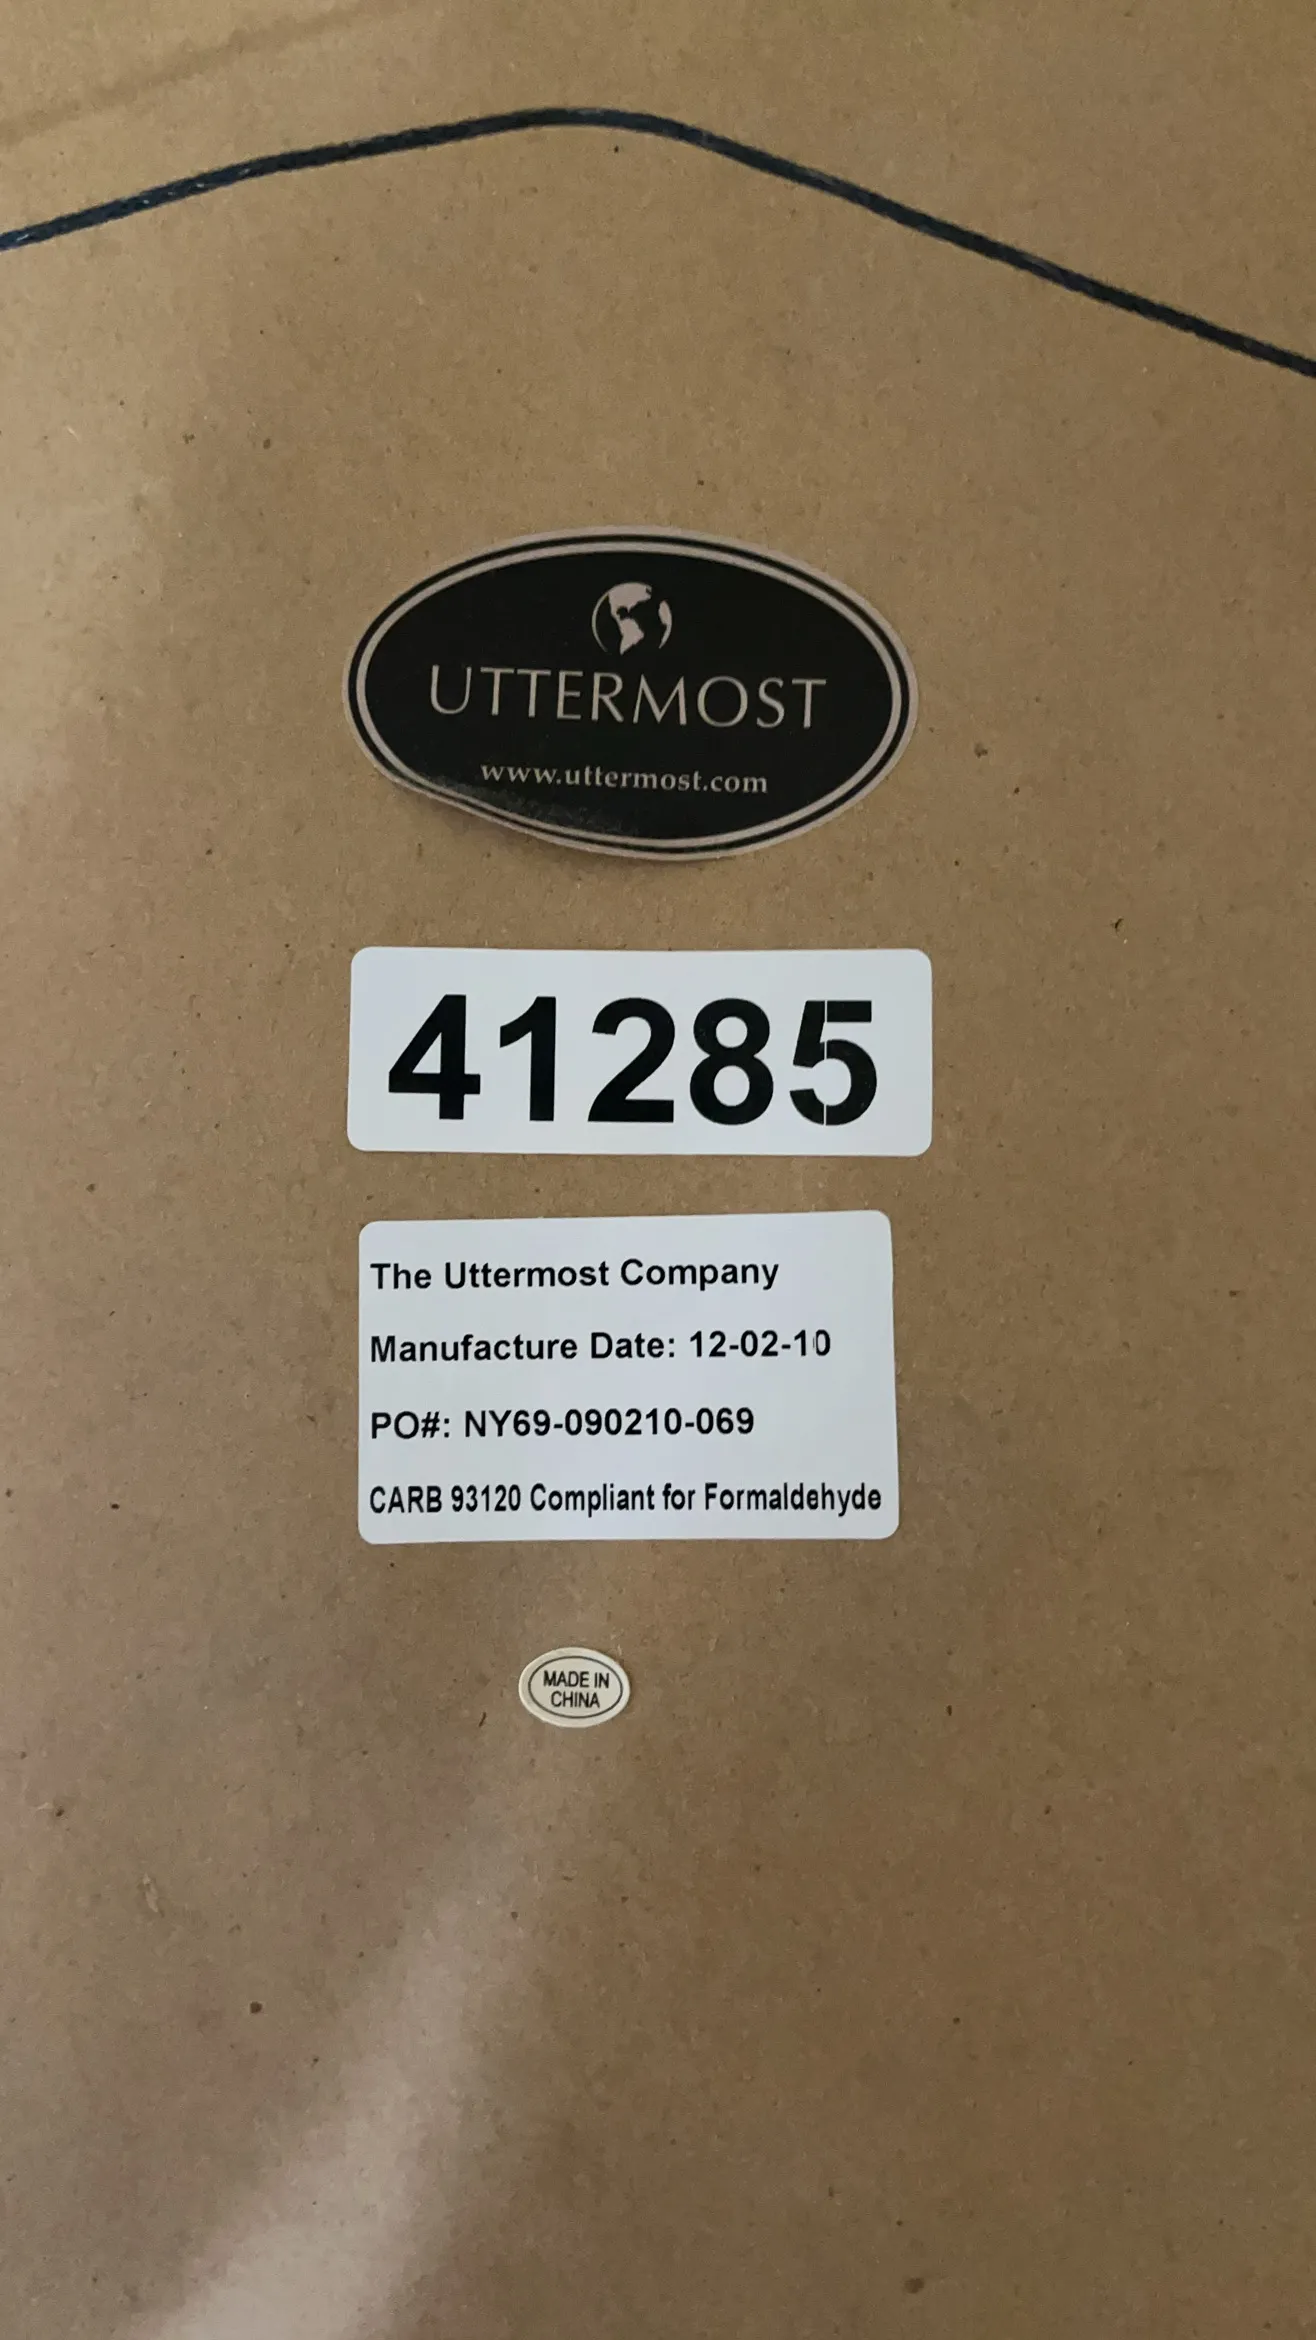 UTTERMOST
www.uttermost.com
41285
The Uttermost Company
Manufacture Date: 12-02-10
PO#: NY69-090210-069
CARB 93120 Compliant for Formaldehyde
MADE IN
CHINA